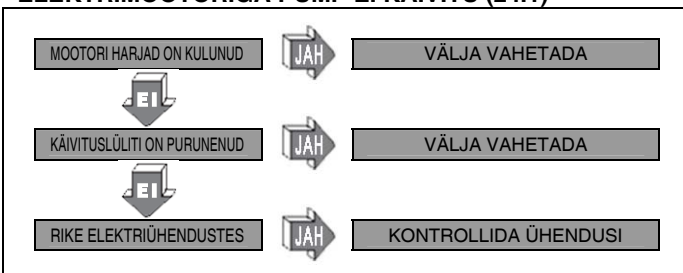 MOOTORI HARJAD ON KULUNUD JAH VÄLJA VAHETADA
EI
KÄIVITUSLÜLITI ON PURUNENUD JAH VÄLJA VAHETADA
EI
RIKE ELEKTRIÜHENDUSTES JAH KONTROLLIDA ÜHENDUSI